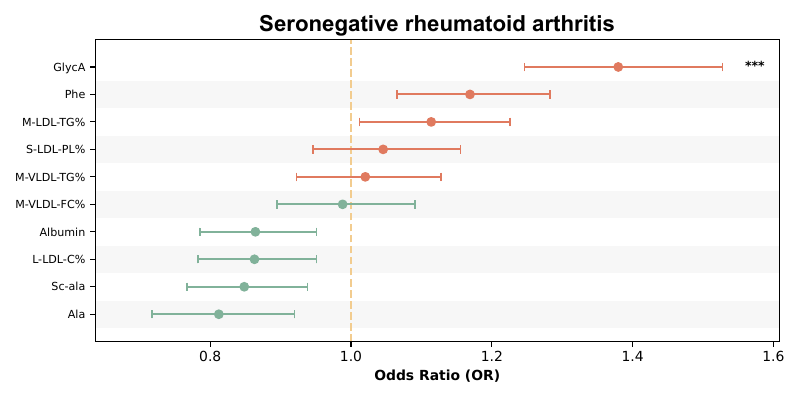 Seronegative rheumatoid arthritis
GlycA
***
Phe
M-LDL-TG%
S-LDL-PL%
M-VLDL-TG%
M-VLDL-FC%
Albumin
L-LDL-C%
Sc-ala
Ala
0.8 1.0 1.2 1.4 1.6
Odds Ratio (OR)